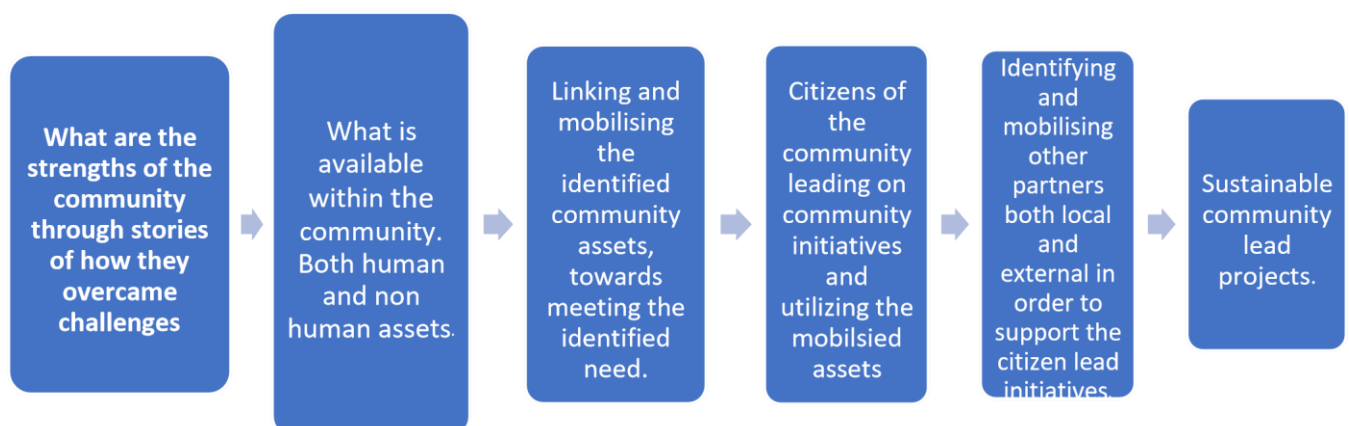 What are the
strengths of the
community
through stories
of how they
overcame
challenges
What is
available
within the
community.
Both human
and non
human assets.
Linking and
mobilising
the
identified
community
assets,
towards
meeting the
identified
need.
Citizens of
the
community
leading on
community
initiatives
and
utilizing the
mobilsied
assets
Identifying
and
mobilising
other
partners
both local
and
external in
order to
support the
citizen lead
initiatives.
Sustainable
community
lead
projects.